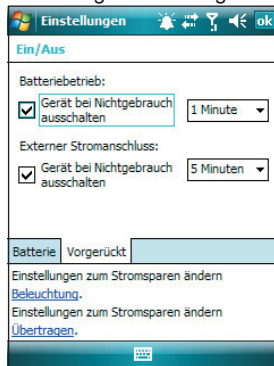 Einstellungen ok
Ein/Aus
Batteriebetrieb:
Gerät bei Nichtgebrauch
ausschalten
1 Minute
Externer Stromanschluss:
Gerät bei Nichtgebrauch
ausschalten
5 Minuten
Batterie Vorgerückt
Einstellungen zum Stromsparen ändern
Beleuchtung.
Einstellungen zum Stromsparen ändern
Übertragen.